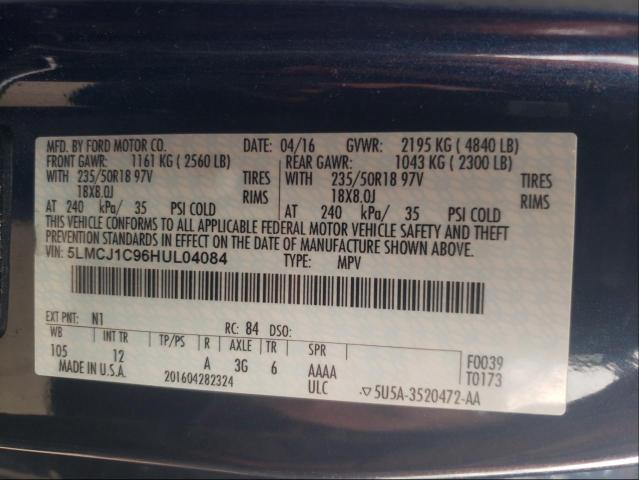 MFD. BY FORD MOTOR CO. DATE: 04/16 GVWR: 2195 KG ( 4840 LB)
FRONT GAWR: 1161 KG ( 2560 LB) REAR GAWR: 1043 KG ( 2300 LB)
WITH 235/50R18 97V TIRES WITH 235/50R18 97V TIRES
18X8.0J RIMS 18X8.0J RIMS
AT 240 kPa/ 35 PSI COLD AT 240 kPa/ 35 PSI COLD
THIS VEHICLE CONFORMS TO ALL APPLICABLE FEDERAL MOTOR VEHICLE SAFETY AND THEFT
PREVENTION STANDARDS IN EFFECT ON THE DATE OF MANUFACTURE SHOWN ABOVE.
VIN: 5LMCJ1C96HUL04084 TYPE: MPV
EXT PNT: N1 RC: 84 DSO:
WB INT TR TP/PS R AXLE TR SPR
105 12 A 3G 6 AAAA F0039
MADE IN U.S.A. 201604282324 ULC T0173
▽5U5A-3520472-AA